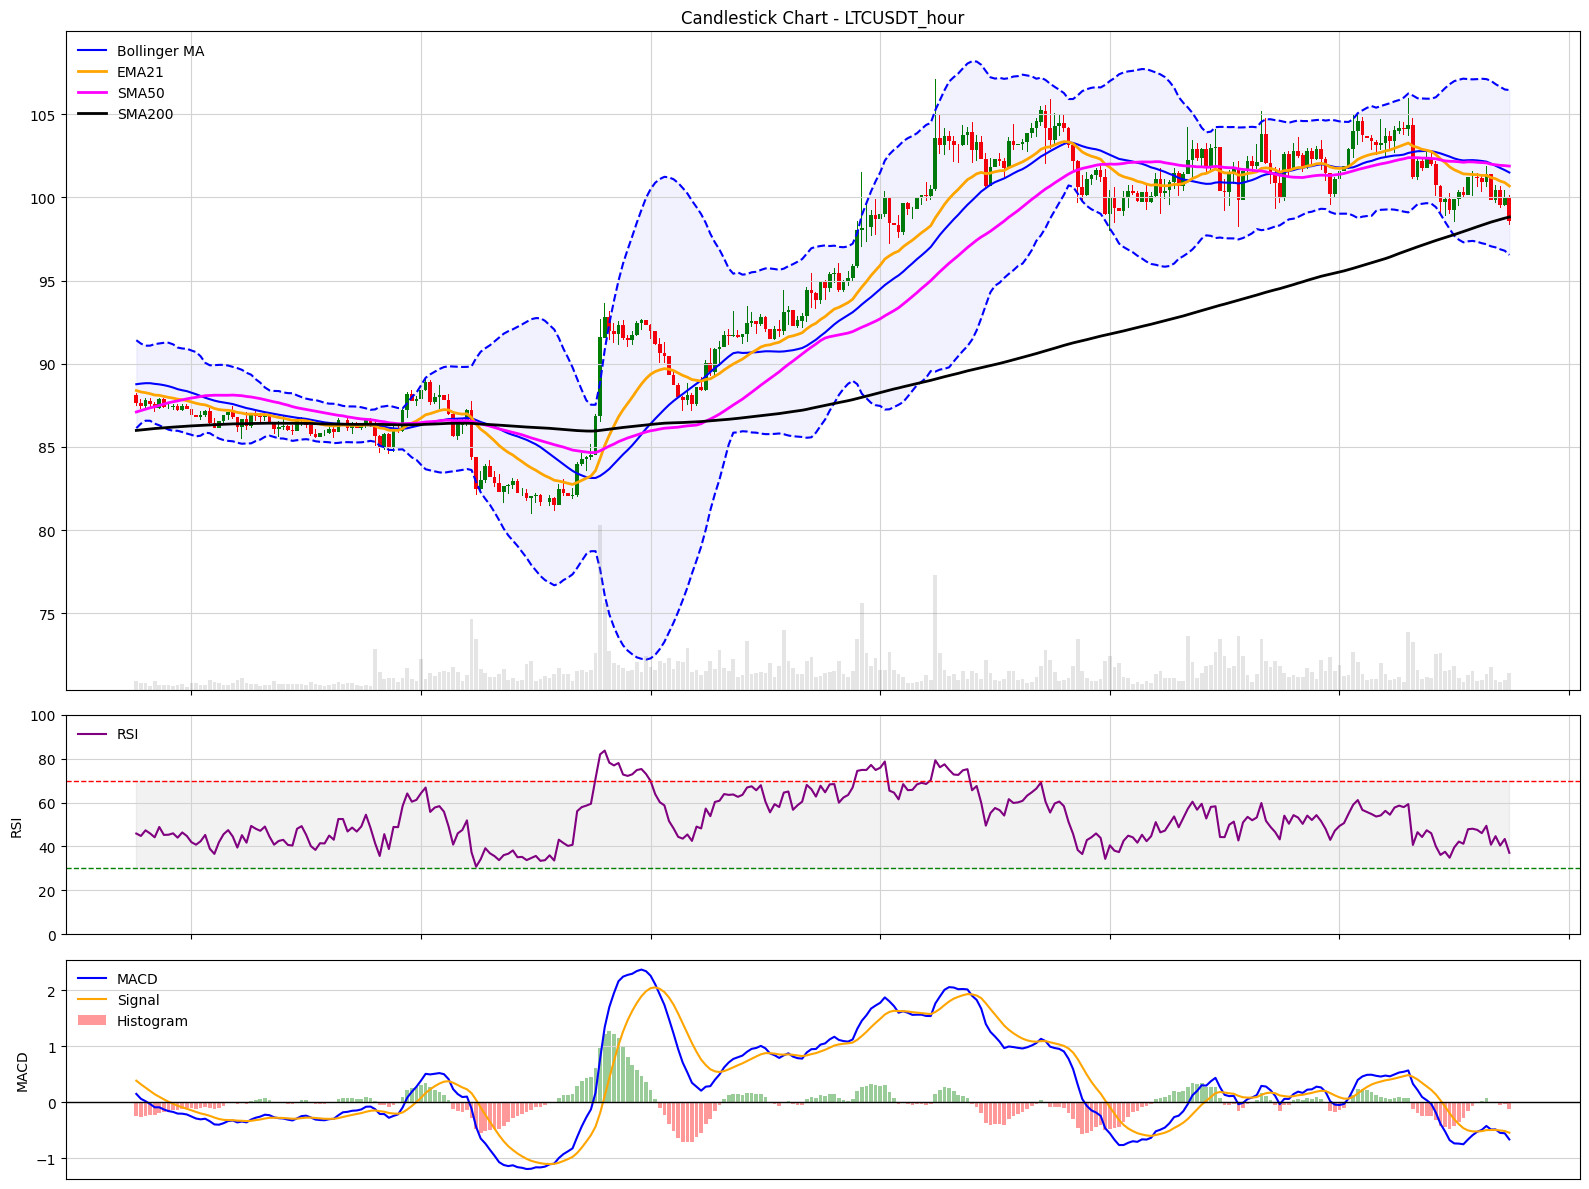 Candlestick Chart - LTCUSDT_hour
Bollinger MA
EMA21
SMA50
SMA200
105
100
95
90
85
80
75
RSI
100
80
60
40
20
0
RSI
MACD
Signal
Histogram
2
1
0
−1
MACD